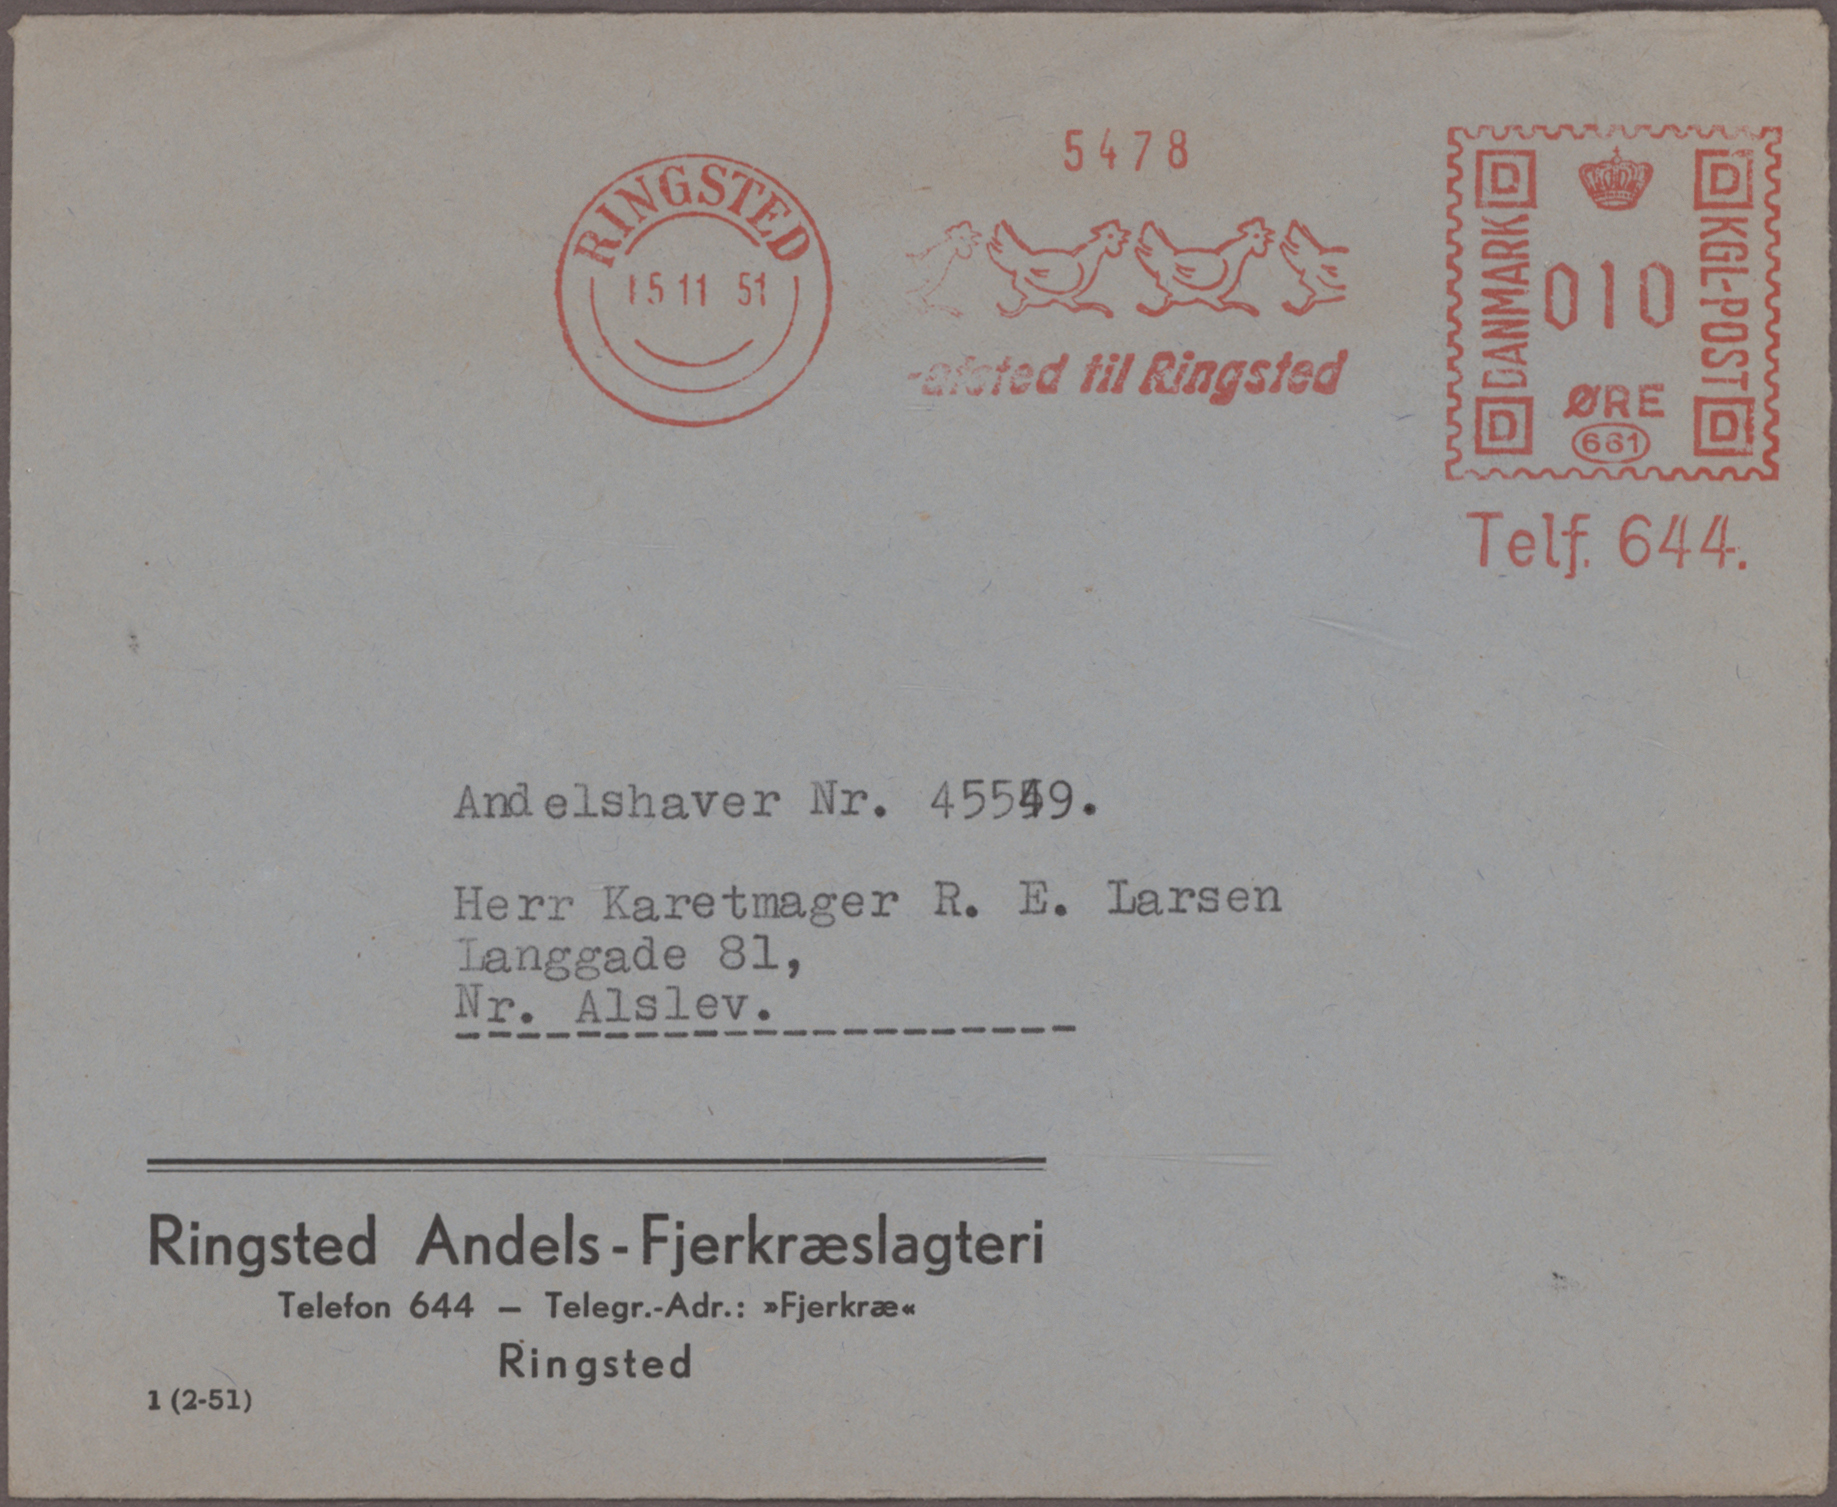 5478
RINGSTED
15 11 51
-afsted til Ringsted
D D
DANMARK
KGL-POST
010
ØRE
D D
661
Telf. 644.
Andelshaver Nr. 45549.
Herr Karetmager R. E. Larsen
Langgade 81,
Nr. Alslev.
Ringsted Andels-Fjerkræslagteri
Telefon 644 — Telegr.-Adr.: »Fjerkræ«
Ringsted
1 (2-51)